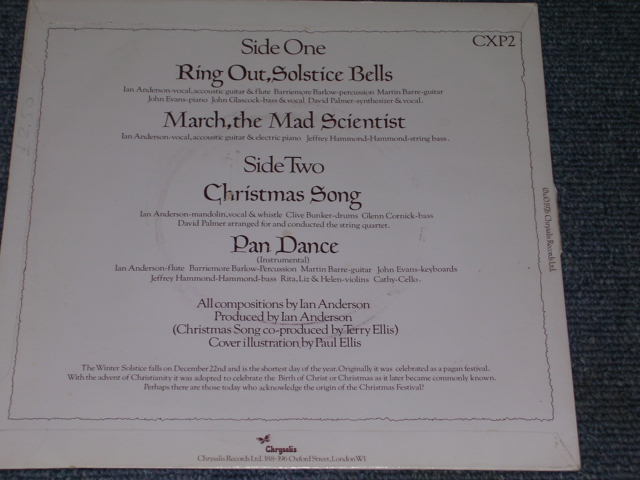 CXP2
Side One
Ring Out, Solstice Bells
Ian Anderson-vocal, accoustic guitar & flute Barriemore Barlow-percussion Martin Barre-guitar
John Evans-piano John Glascock-bass & vocal David Palmer-synthesizer & vocal.
March, the Mad Scientist
Ian Anderson-vocal, accoustic guitar & electric piano Jeffrey Hammond-Hammond-string bass.
Side Two
Christmas Song
Ian Anderson-mandolin, vocal & whistle Clive Bunker-drums Glenn Cornick-bass
David Palmer arranged for and conducted the string quartet.
Pan Dance
(Instrumental)
Ian Anderson-flute Barriemore Barlow-Percussion Martin Barre-guitar John Evans-keyboards
Jeffrey Hammond-Hammond-bass Rita, Liz & Helen-violins Cathy-Cello.
All compositions by Ian Anderson
Produced by Ian Anderson
(Christmas Song co-produced by Terry Ellis)
Cover illustration by Paul Ellis
The Winter Solstice falls on December 22nd and is the shortest day of the year. Originally it was celebrated as a pagan festival.
With the advent of Christianity it was adopted to celebrate the Birth of Christ or Christmas as it later became commonly known.
Perhaps there are those today who acknowledge the origin of the Christmas Festival?
Chrysalis
Chrysalis Records Ltd. 388-396 Oxford Street, London W1
1976 Chrysalis Records Ltd.